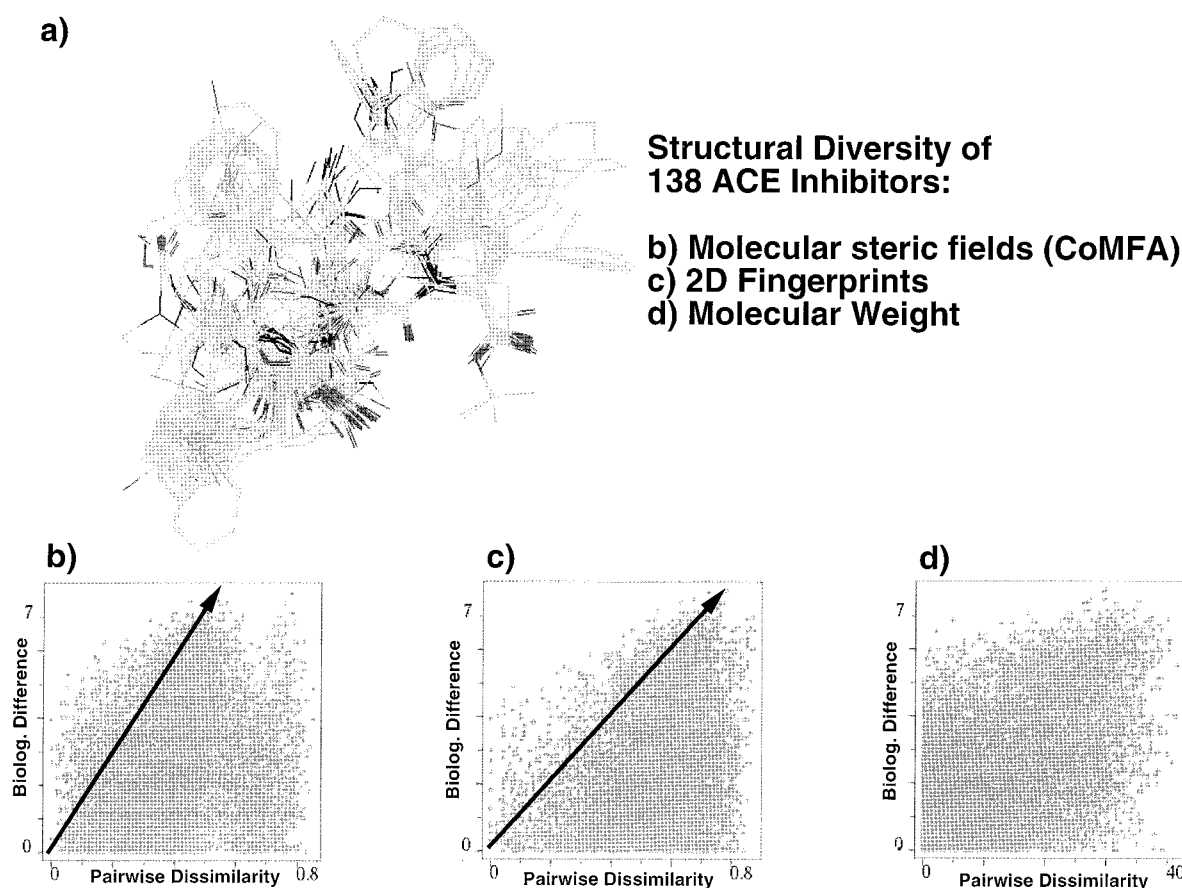 a)
Structural Diversity of
138 ACE Inhibitors:
b) Molecular steric fields (CoMFA)
c) 2D Fingerprints
d) Molecular Weight
b)
7
Biolog. Difference
0
0
Pairwise Dissimilarity
0.8
c)
7
Biolog. Difference
0
0
Pairwise Dissimilarity
0.8
d)
7
Biolog. Difference
0
0
Pairwise Dissimilarity
40